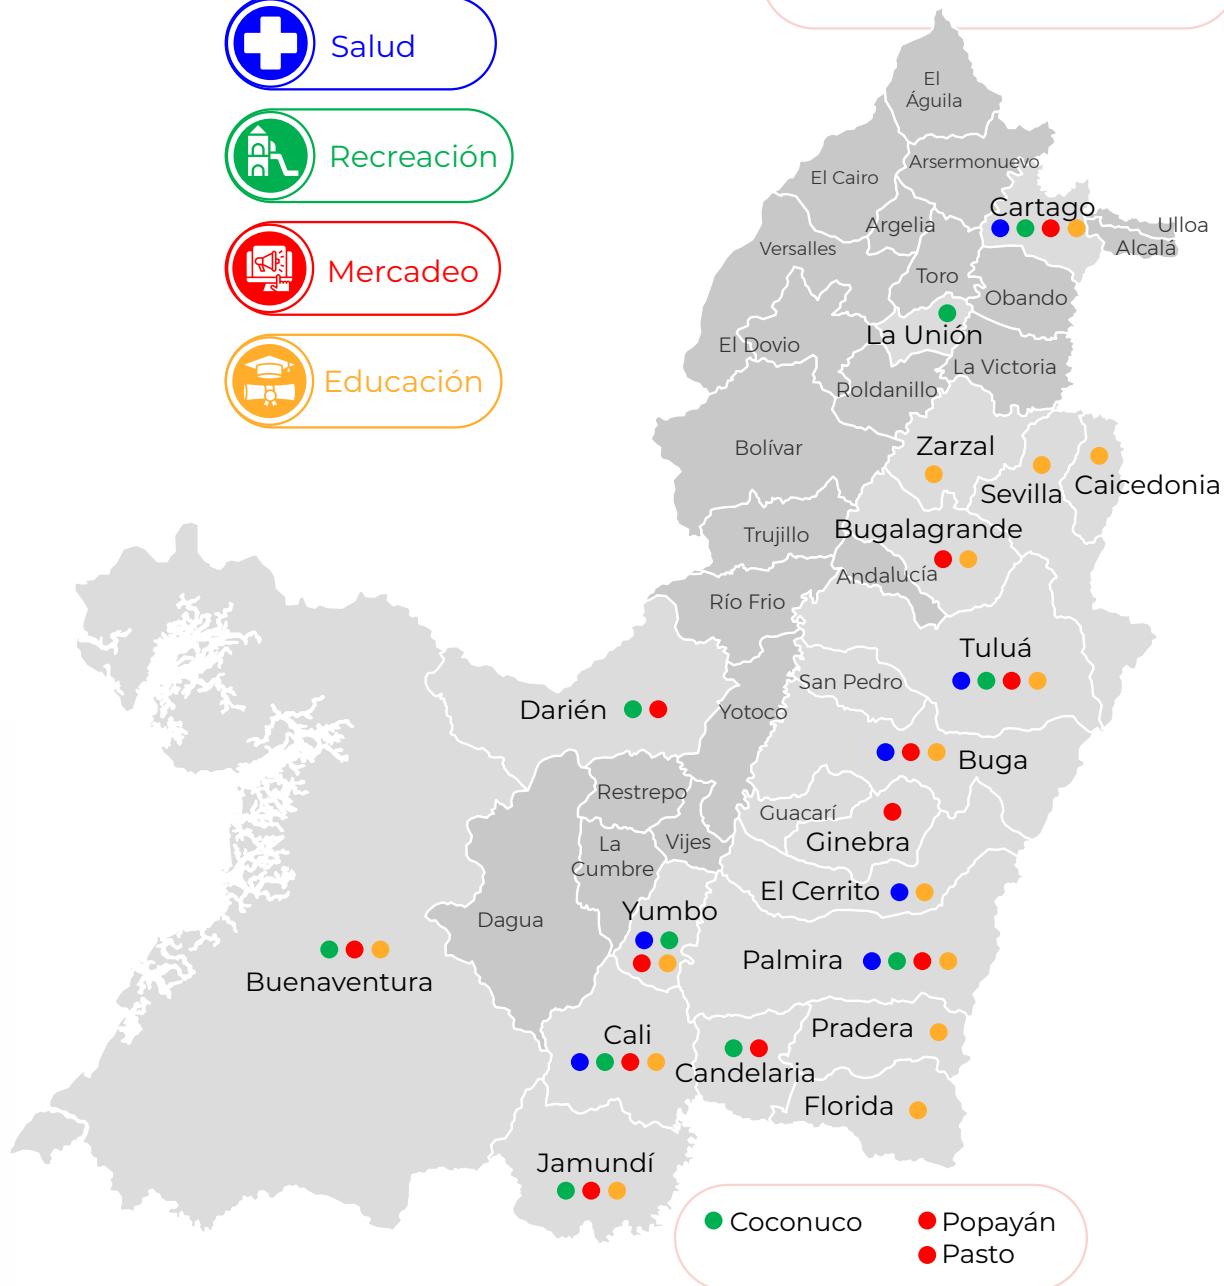 Salud
Recreación
Mercadeo
Educación
El
Águila
Arsermonuevo
El Cairo
Cartago
Argelia
Ulloa
Alcalá
Versalles
Toro
Obando
La Unión
El Dovio
La Victoria
Roldanillo
Bolívar
Zarzal
Sevilla
Caicedonia
Trujillo
Bugalagrande
Andalucía
Río Frio
Tuluá
San Pedro
Darién
Yotoco
Buga
Restrepo
Guacarí
Ginebra
La
Cumbre
Vijes
El Cerrito
Yumbo
Dagua
Palmira
Buenaventura
Pradera
Cali
Candelaria
Florida
Jamundí
Coconuco
Popayán
Pasto